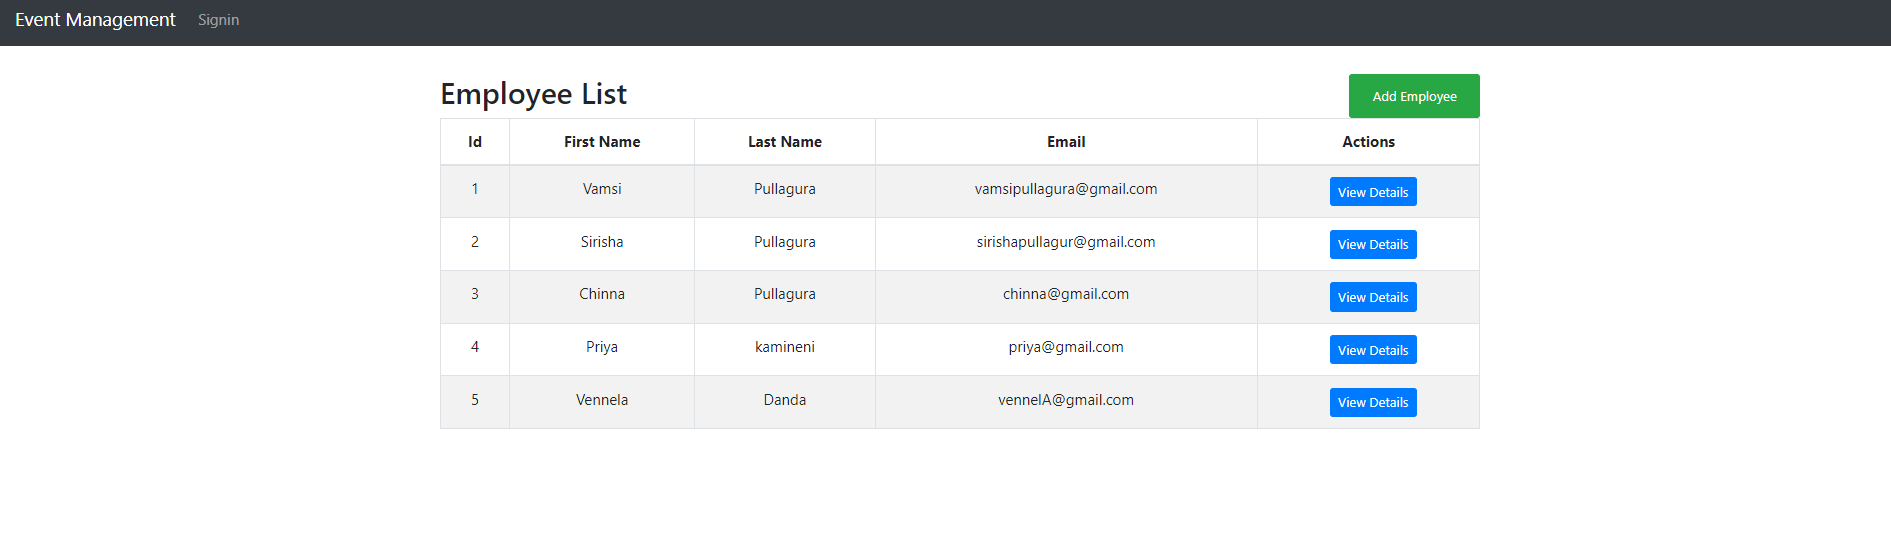 Event Management Signin
Employee List
Add Employee
Id First Name Last Name Email Actions
1 Vamsi Pullagura vamsipullagura@gmail.com View Details
2 Sirisha Pullagura sirishapullagur@gmail.com View Details
3 Chinna Pullagura chinna@gmail.com View Details
4 Priya kamineni priya@gmail.com View Details
5 Vennela Danda vennelA@gmail.com View Details